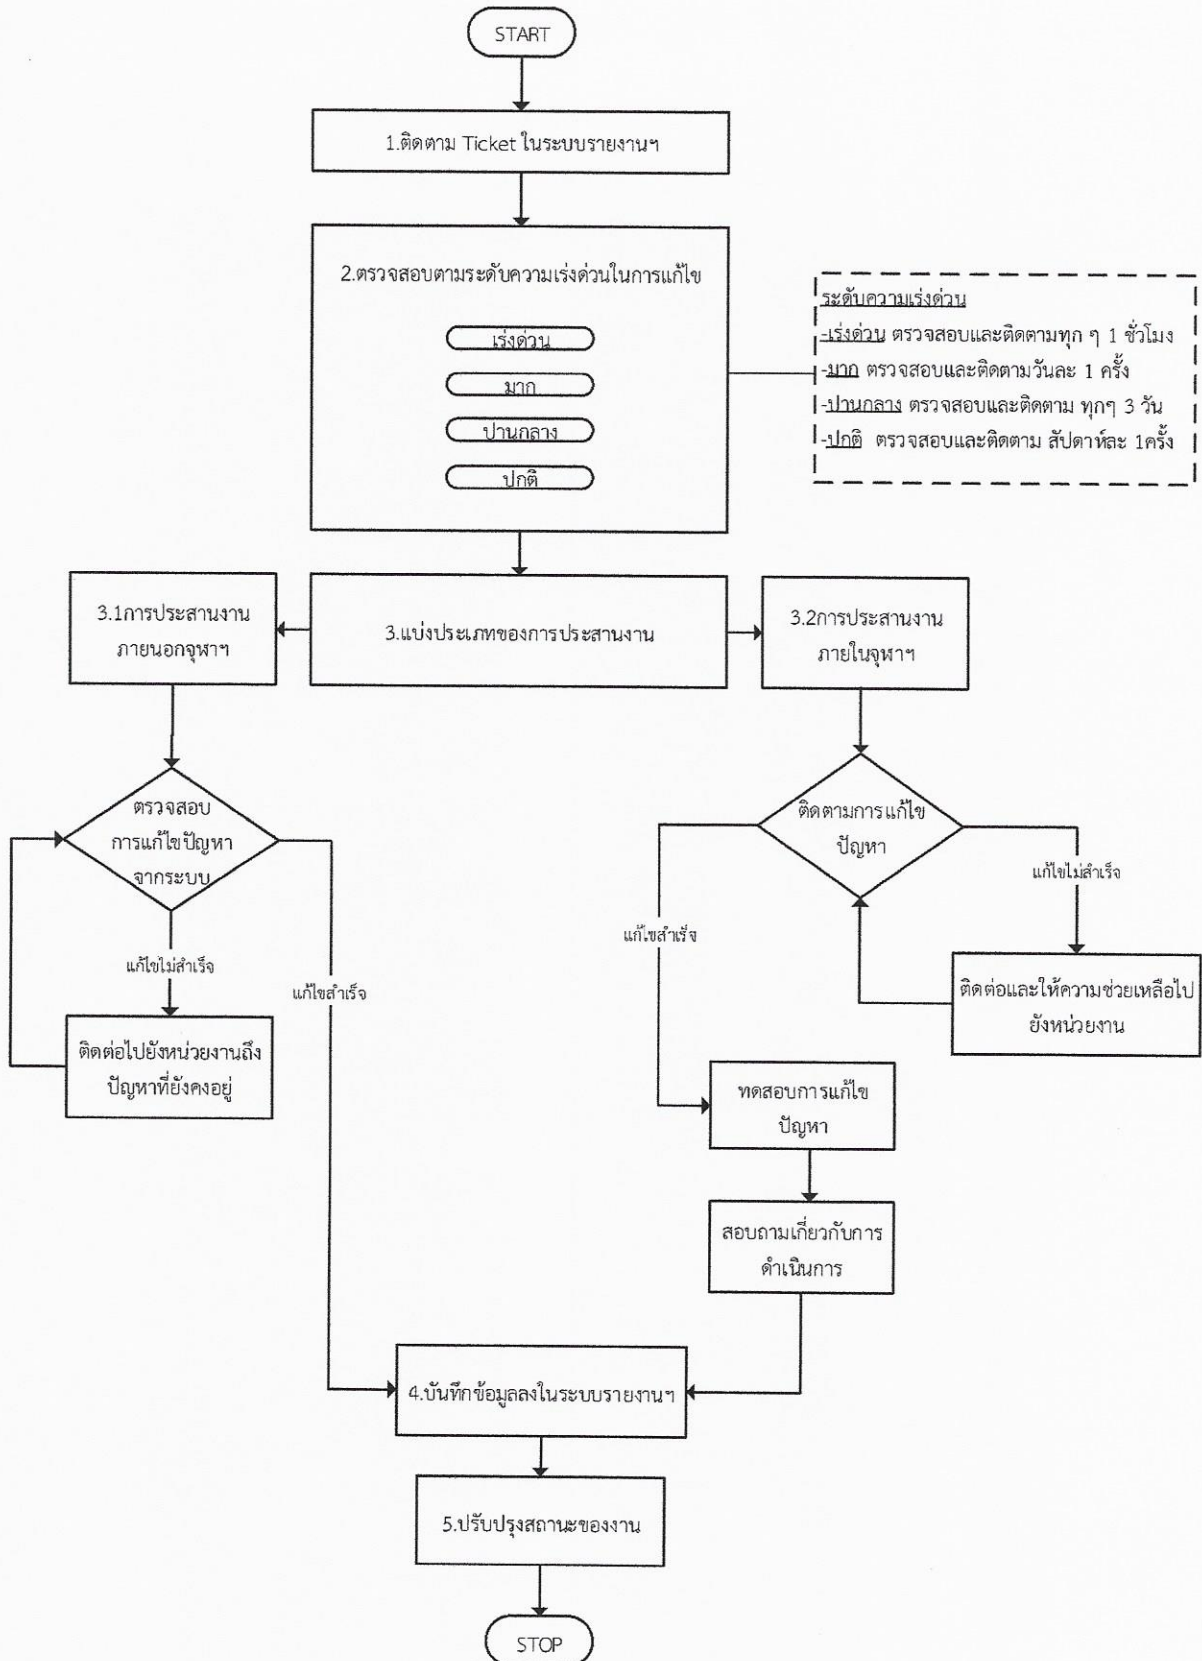 START
1.ติดตาม Ticket ในระบบรายงานฯ
2.ตรวจสอบตามระดับความเร่งด่วนในการแก้ไข
เร่งด่วน
มาก
ปานกลาง
ปกติ
ระดับความเร่งด่วน
-เร่งด่วน ตรวจสอบและติดตามทุก ๆ 1 ชั่วโมง
-มาก ตรวจสอบและติดตามวันละ 1 ครั้ง
-ปานกลาง ตรวจสอบและติดตาม ทุกๆ 3 วัน
-ปกติ ตรวจสอบและติดตาม สัปดาห์ละ 1ครั้ง
3.1การประสานงาน
ภายนอกจุฬาฯ
3.แบ่งประเภทของการประสานงาน
3.2การประสานงาน
ภายในจุฬาฯ
ตรวจสอบ
การแก้ไขปัญหา
จากระบบ
ติดตามการแก้ไข
ปัญหา
แก้ไขไม่สำเร็จ
แก้ไขสำเร็จ
แก้ไขไม่สำเร็จ
แก้ไขสำเร็จ
ติดต่อและให้ความช่วยเหลือไป
ยังหน่วยงาน
ติดต่อไปยังหน่วยงานถึง
ปัญหาที่ยังคงอยู่
ทดสอบการแก้ไข
ปัญหา
สอบถามเกี่ยวกับการ
ดำเนินการ
4.บันทึกข้อมูลลงในระบบรายงานฯ
5.ปรับปรุงสถานะของงาน
STOP